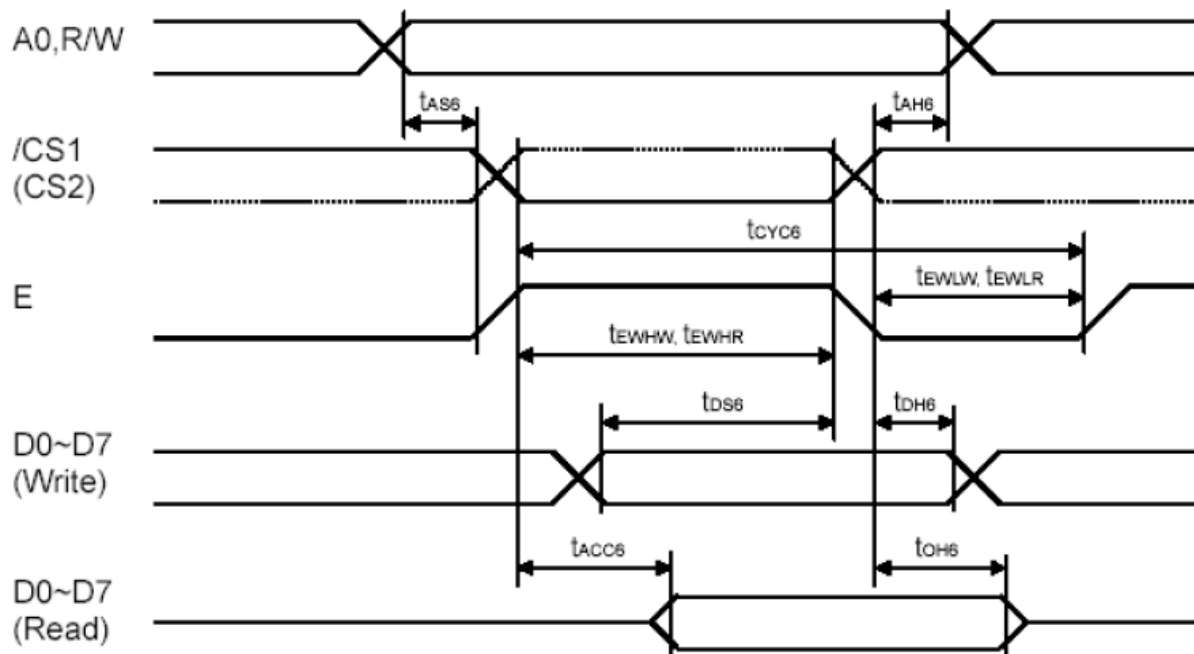 A0,R/W
tAS6
tAH6
/CS1
(CS2)
tCYC6
E
tEWLW, tEWLR
tEWHW, tEWHR
tDS6
tDH6
D0~D7
(Write)
tACC6
tOH6
D0~D7
(Read)